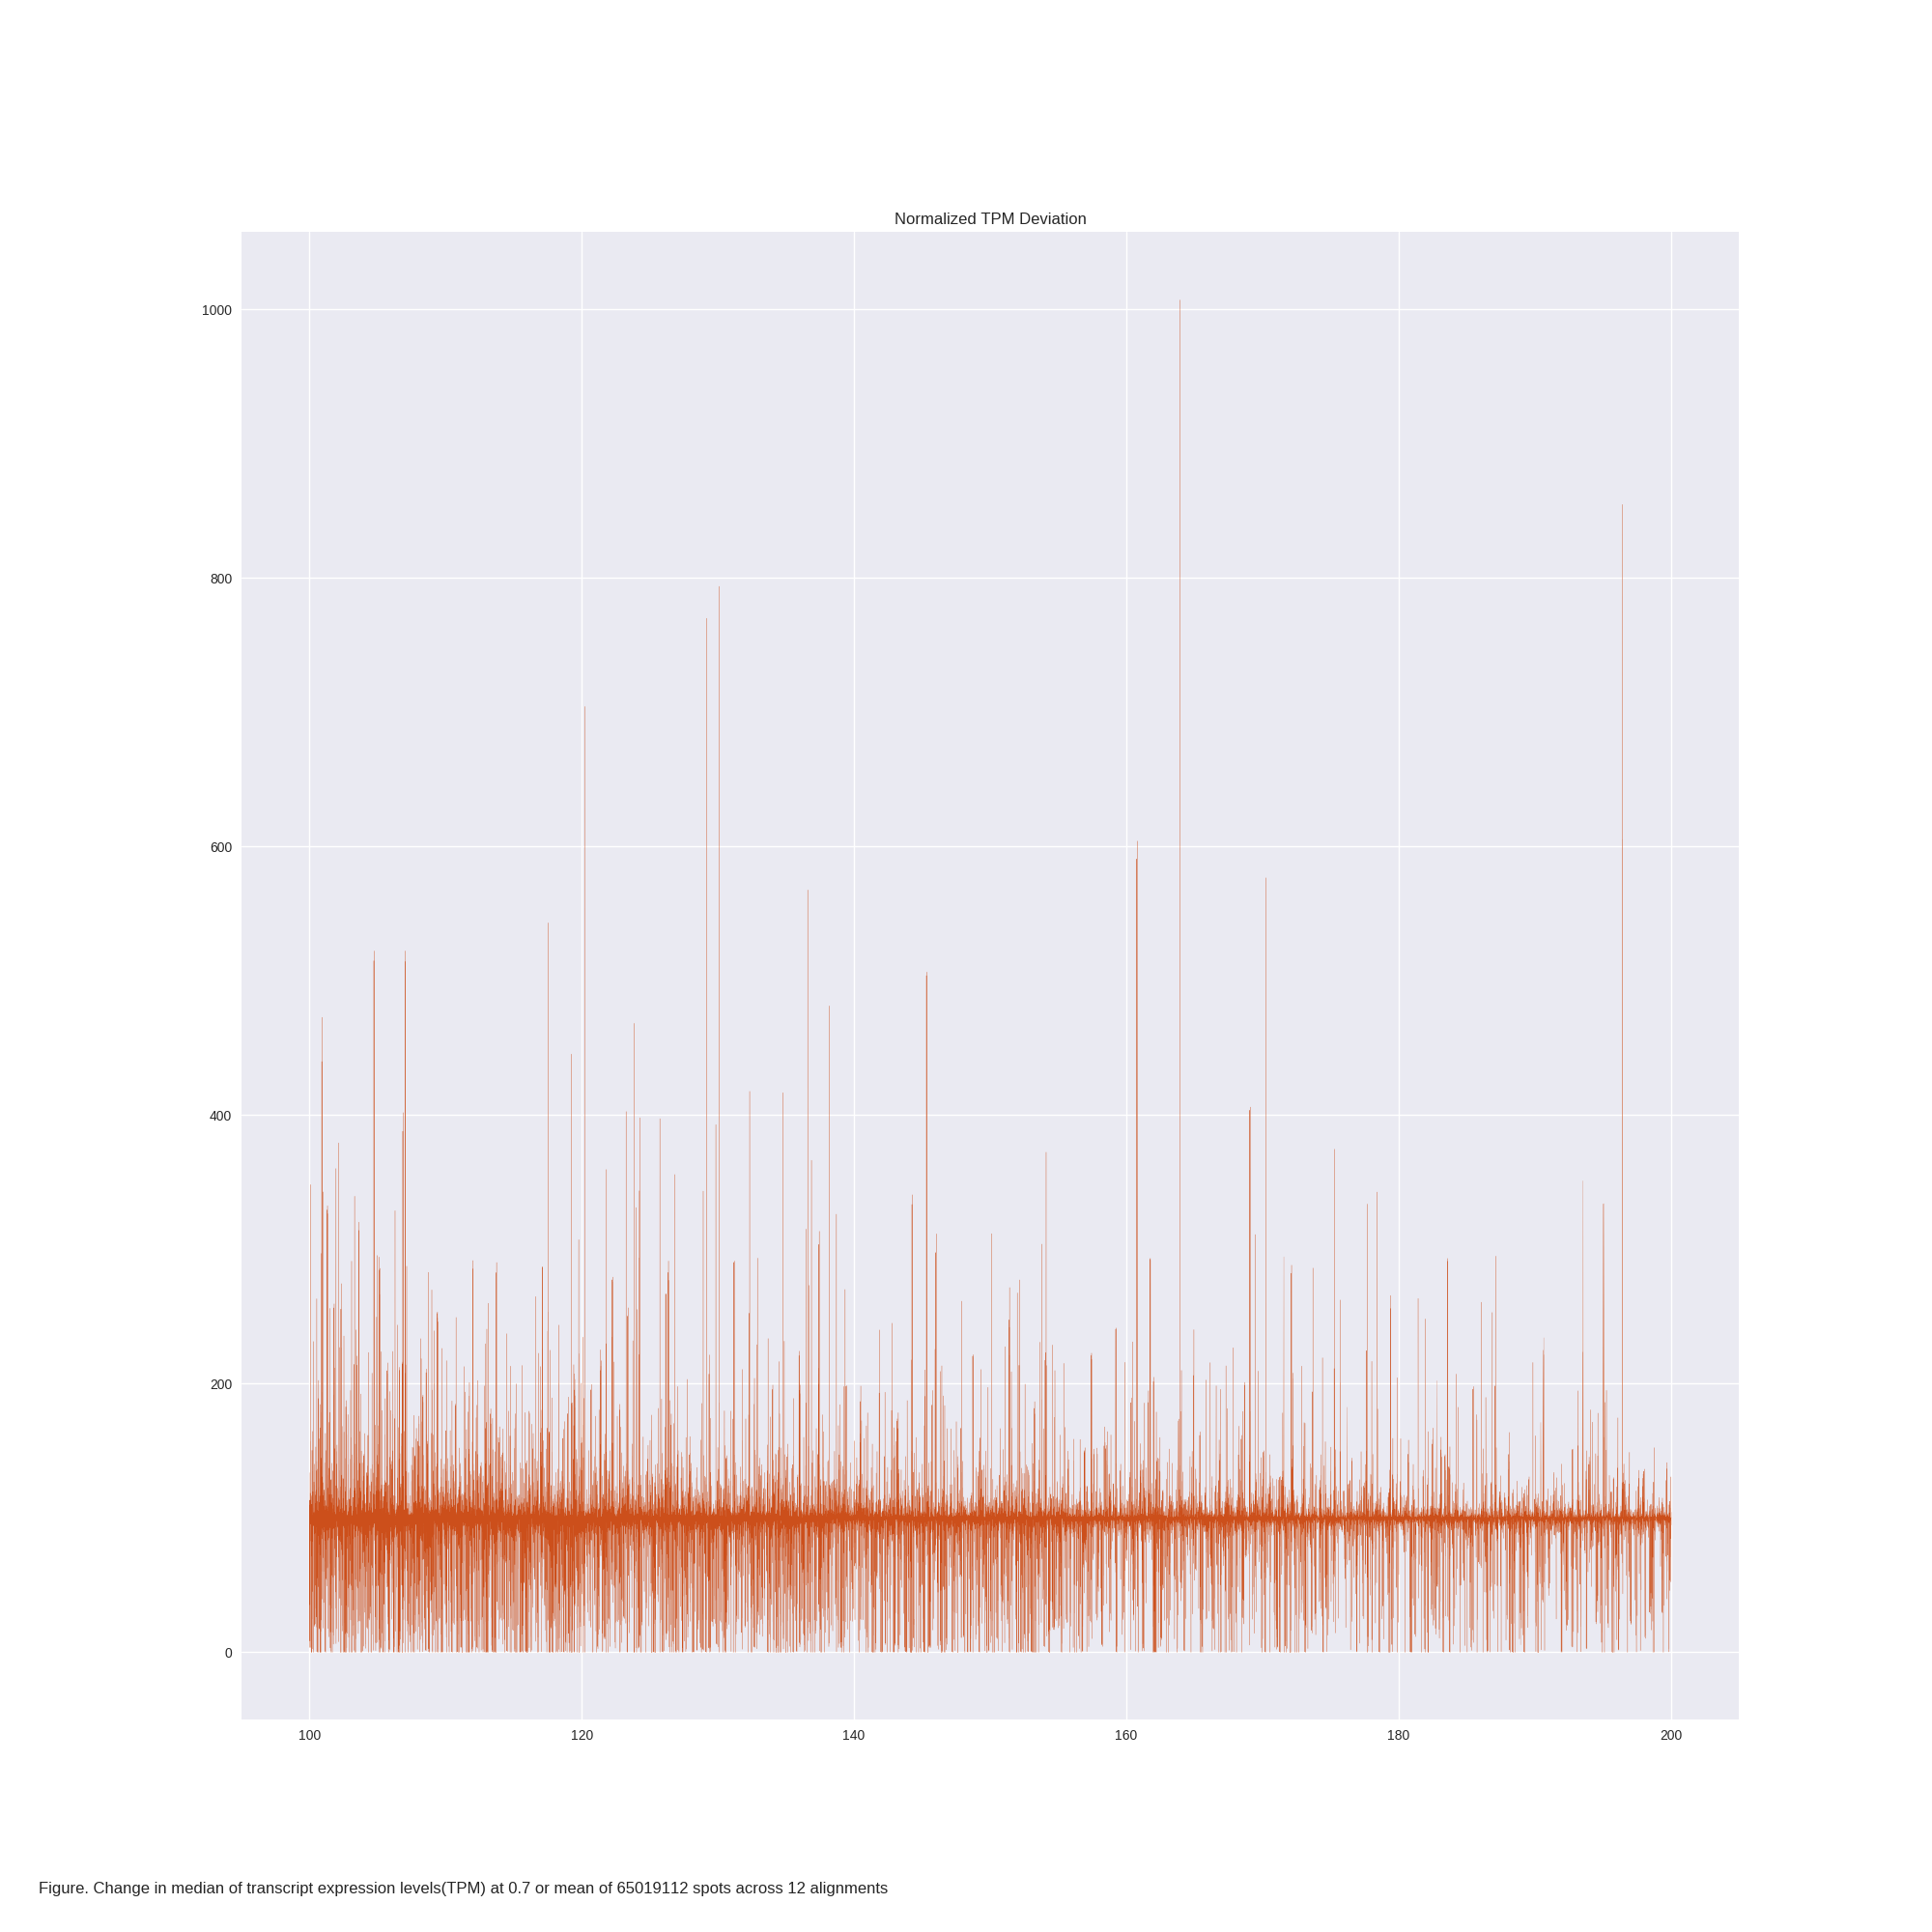 Normalized TPM Deviation
1000
800
600
400
200
0
100 120 140 160 180 200
Figure. Change in median of transcript expression levels(TPM) at 0.7 or mean of 65019112 spots across 12 alignments